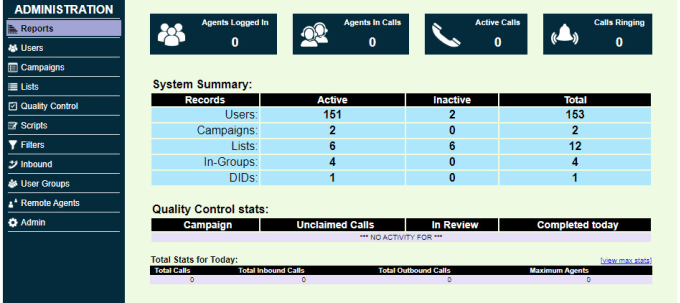 ADMINISTRATION
Reports
Users
Campaigns
Lists
Quality Control
Scripts
Filters
Inbound
User Groups
Remote Agents
Admin
Agents Logged In
0
Agents In Calls
0
Active Calls
0
Calls Ringing
0
System Summary:
Records Active Inactive Total
Users: 151 2 153
Campaigns: 2 0 2
Lists: 6 6 12
In-Groups: 4 0 4
DIDs: 1 0 1
Quality Control stats:
Campaign Unclaimed Calls In Review Completed today
*** NO ACTIVITY FOR ***
Total Stats for Today: [view max stats]
Total Calls Total Inbound Calls Total Outbound Calls Maximum Agents
0 0 0 0